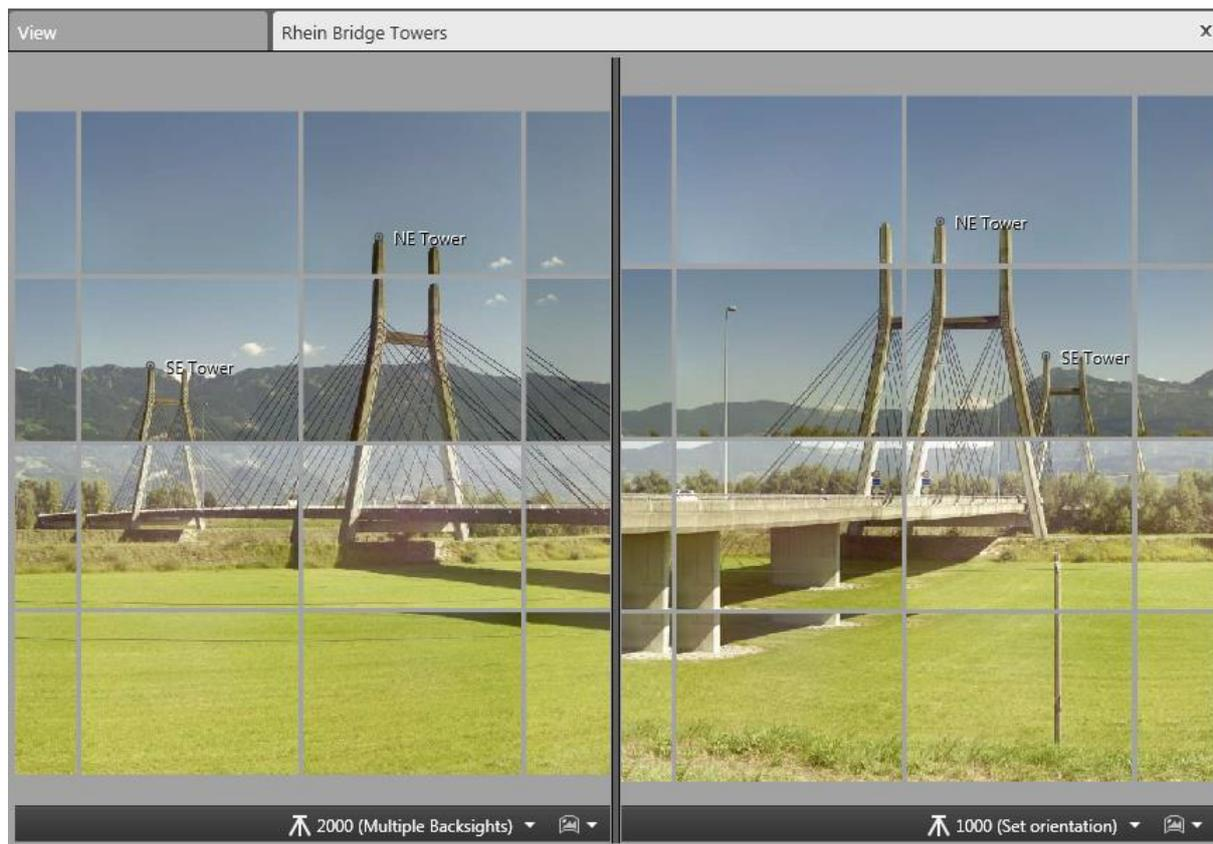 View
Rhein Bridge Towers
x
NE Tower
SE Tower
2000 (Multiple Backsights)
NE Tower
SE Tower
1000 (Set orientation)